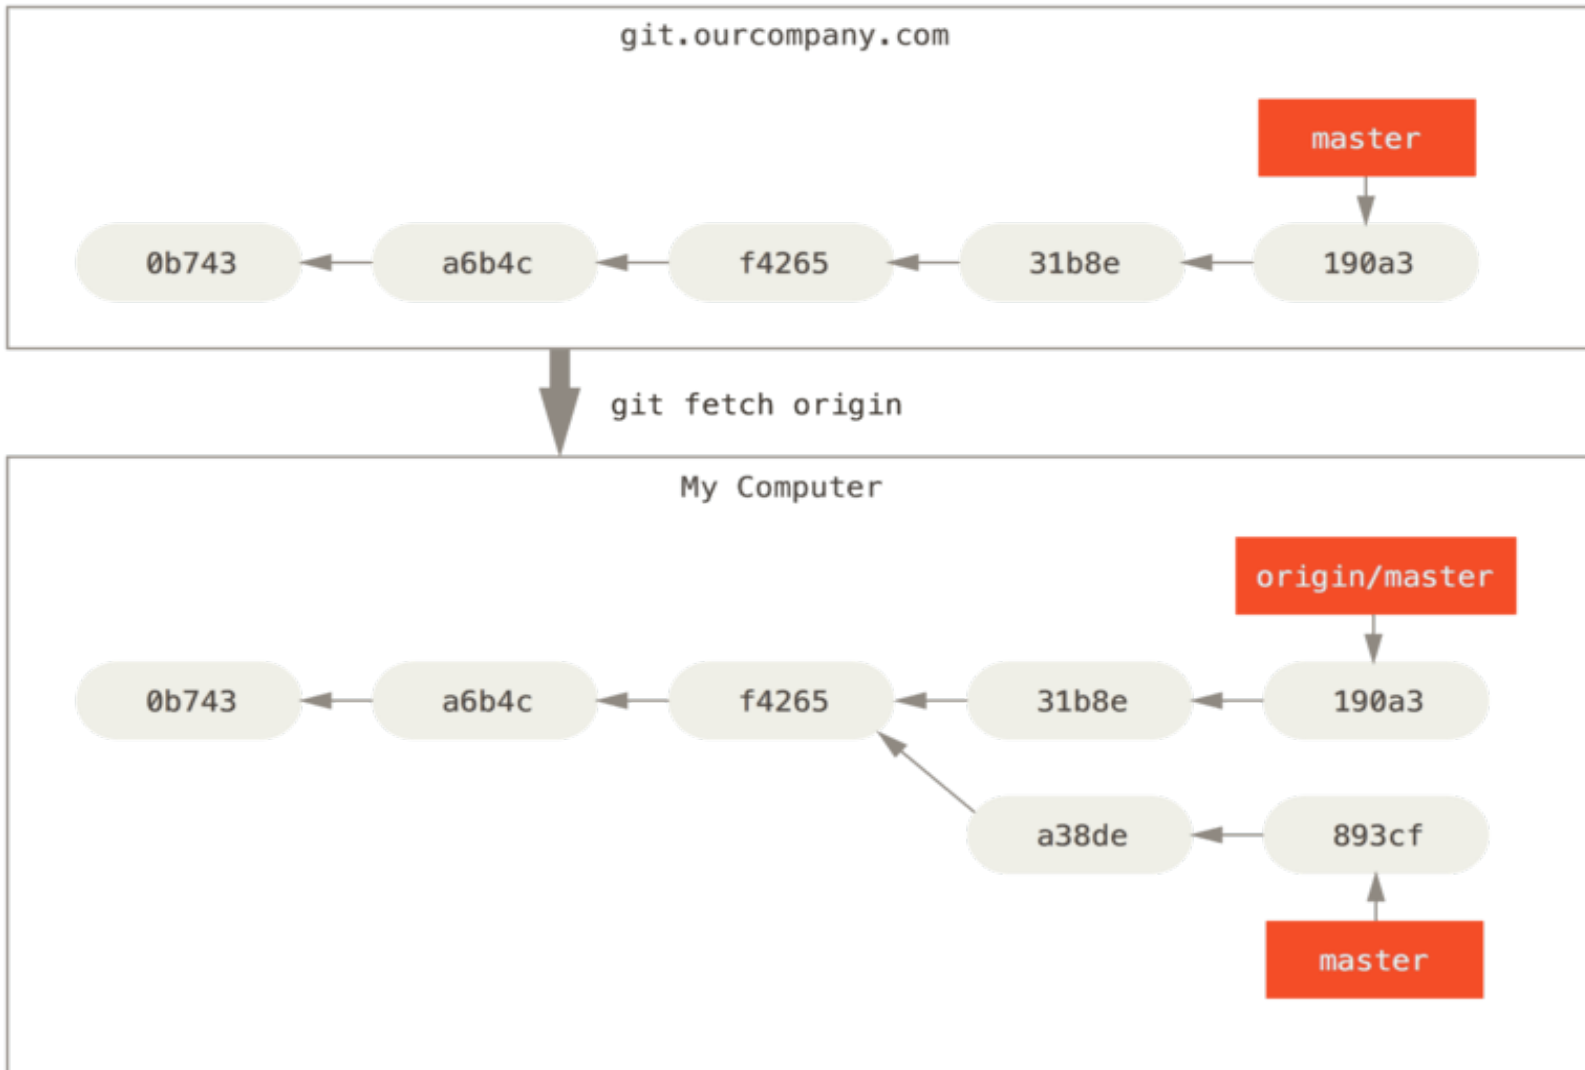 git.ourcompany.com
master
0b743 a6b4c f4265 31b8e 190a3
git fetch origin
My Computer
origin/master
0b743 a6b4c f4265 31b8e 190a3
a38de 893cf
master